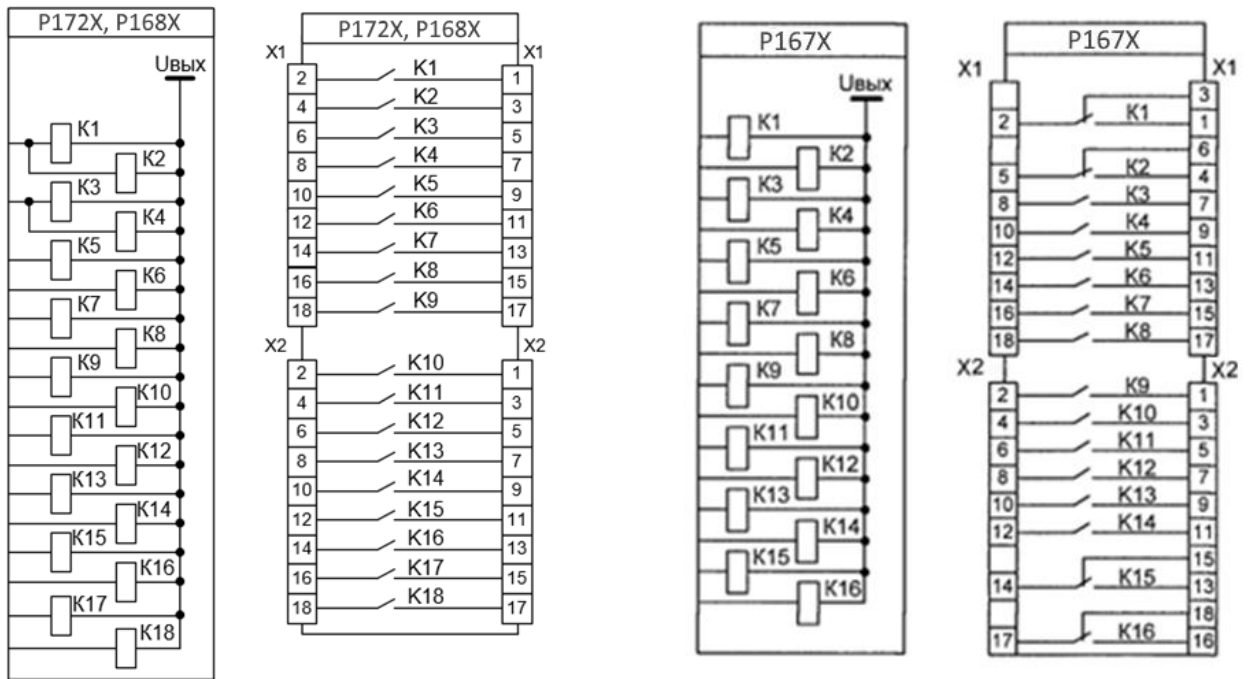 P172X, P168X
Uвых
K1
K2
K3
K4
K5
K6
K7
K8
K9
K10
K11
K12
K13
K14
K15
K16
K17
K18
P172X, P168X
X1 X1
2 K1 1
4 K2 3
6 K3 5
8 K4 7
10 K5 9
12 K6 11
14 K7 13
16 K8 15
18 K9 17
X2 X2
2 K10 1
4 K11 3
6 K12 5
8 K13 7
10 K14 9
12 K15 11
14 K16 13
16 K17 15
18 K18 17
P167X
Uвых
K1
K2
K3
K4
K5
K6
K7
K8
K9
K10
K11
K12
K13
K14
K15
K16
P167X
X1 X1
3
2 K1 1
6
5 K2 4
8 K3 7
10 K4 9
12 K5 11
14 K6 13
16 K7 15
18 K8 17
X2 X2
2 K9 1
4 K10 3
6 K11 5
8 K12 7
10 K13 9
12 K14 11
15
14 K15 13
18
17 K16 16